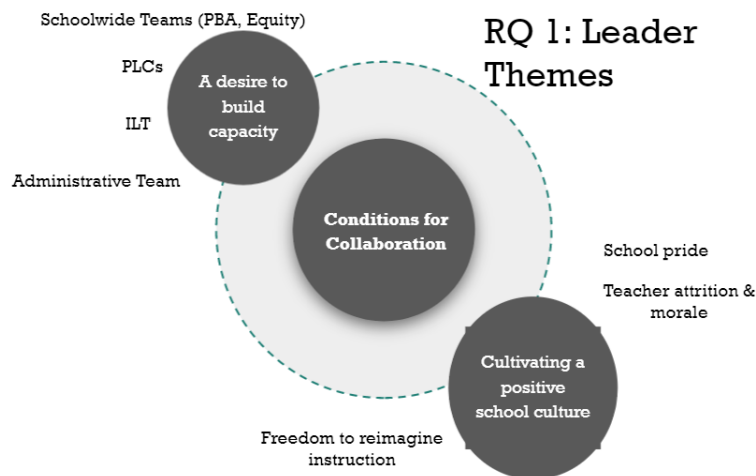 RQ 1: Leader
Themes
Schoolwide Teams (PBA, Equity)
PLCs
ILT
Administrative Team
A desire to
build
capacity
Conditions for
Collaboration
School pride
Teacher attrition &
morale
Cultivating a
positive
school culture
Freedom to reimagine
instruction